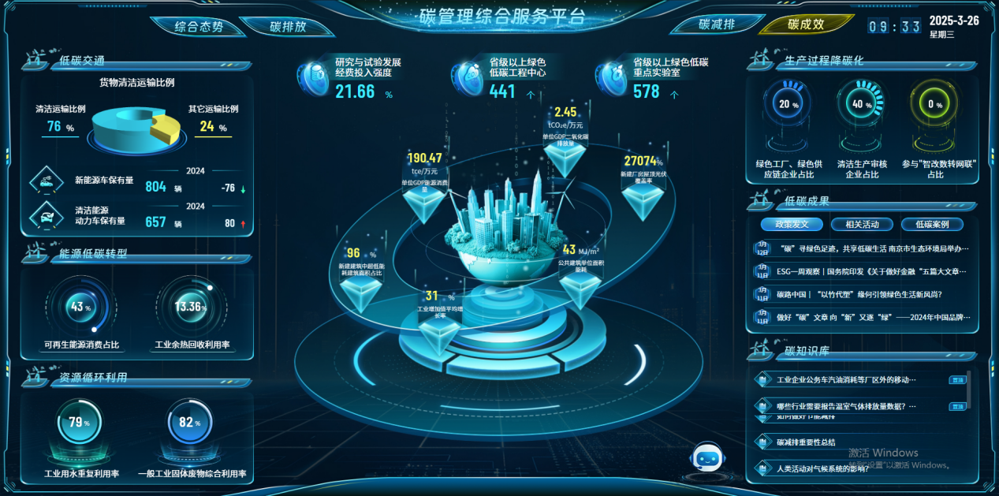 碳管理综合服务平台
综合态势
碳排放
碳减排
碳成效
09:33
2025-3-26
星期三
低碳交通
货物清洁运输比例
清洁运输比例
76 %
其它运输比例
24 %
新能源车保有量
804 辆
2024
-76
清洁能源
动力车保有量
657 辆
2024
80
能源低碳转型
43 %
可再生能源消费占比
13.36%
工业余热回收利用率
资源循环利用
79 %
工业用水重复利用率
82 %
一般工业固体废物综合利用率
研究与试验发展
经费投入强度
21.66 %
省级以上绿色
低碳工程中心
441 个
省级以上绿色低碳
重点实验室
578 个
2.45
tCO₂e/万元
单位GDP二氧化碳
排放量
190.47
tce/万元
单位GDP能源消费
量
27074%
新建厂房屋顶光伏
覆盖率
96 %
新建建筑中超低能
耗建筑面积占比
43 MJ/m²
公共建筑单位面积
能耗
31 %
工业增加值平均增
长率
生产过程降碳化
20 %
绿色工厂、绿色供
应链企业占比
40 %
清洁生产审核
企业占比
0 %
参与"智改数转网联"
占比
低碳成果
政策发文
相关活动
低碳案例
3月
12日
“碳”寻绿色足迹，共享低碳生活 南京市生态环境局举办···
3月
11日
ESG一周观察 | 国务院印发《关于做好金融“五篇大文章···
3月
11日
碳路中国 | “以竹代塑”缘何引领绿色生活新风尚?
3月
11日
做好“碳”文章 向“新”又逐“绿”——2024年中国品牌···
碳知识库
工业企业公务车汽油消耗等厂区外的移动···
置顶
哪些行业需要报告温室气体排放量数据? ···
置顶
如何做好节能减排
碳减排重要性总结
人类活动对气候系统的影响?
激活 Windows
转到"设置"以激活 Windows。